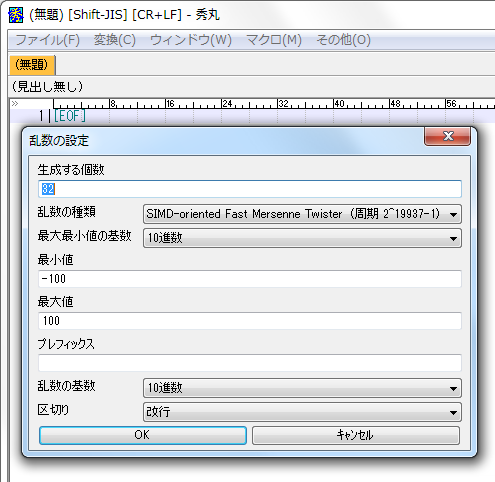 (無題) [Shift-JIS] [CR+LF] - 秀丸
ファイル(F) 変換(C) ウィンドウ(W) マクロ(M) その他(O)
(無題)
(見出し無し)
8 16 24 32 40 48 56
1 [EOF]
乱数の設定
生成する個数
32
乱数の種類 SIMD-oriented Fast Mersenne Twister (周期 2^19937-1)
最大最小値の基数 10進数
最小値
-100
最大値
100
プレフィックス
乱数の基数 10進数
区切り 改行
OK キャンセル